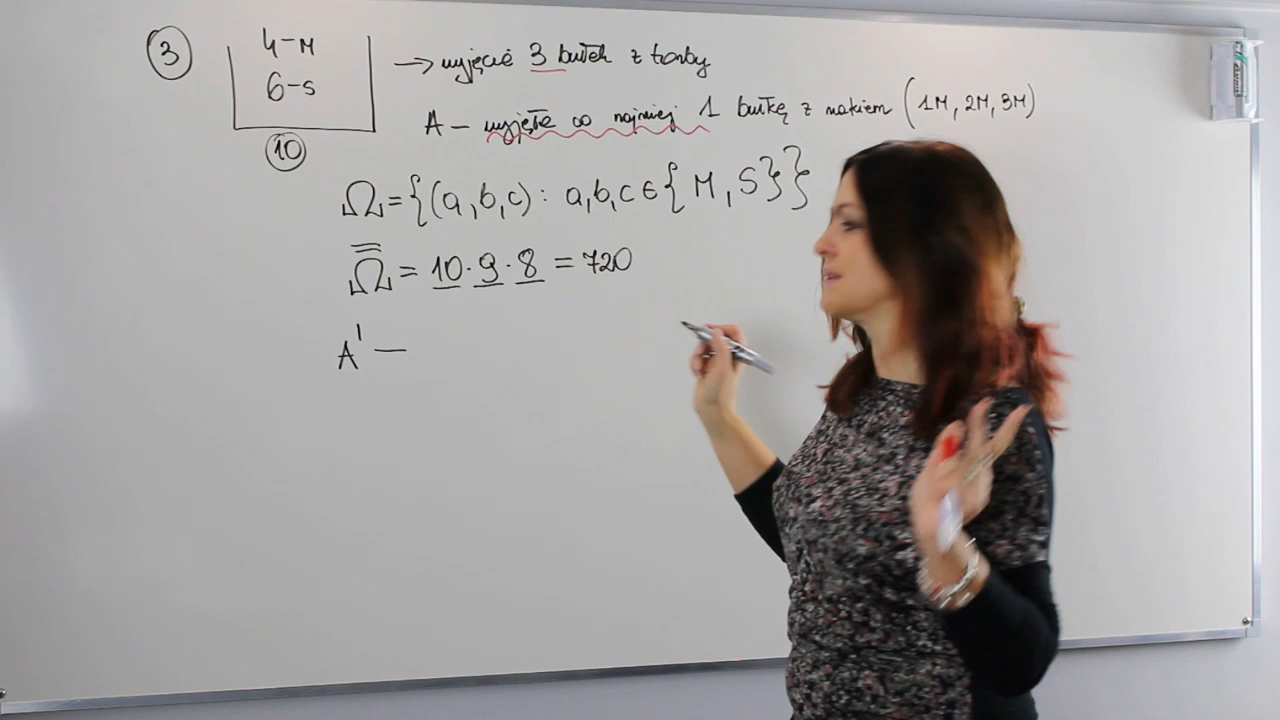 3
4-M
6-S
10
→ wyjęcie 3 bułek z torby
A – wyjęte co najmniej 1 bułkę z makiem (1M, 2M, 3M)
Ω={(a,b,c): a,b,c∈{M,S}}
Ω̿ = 10·9·8 = 720
A' –